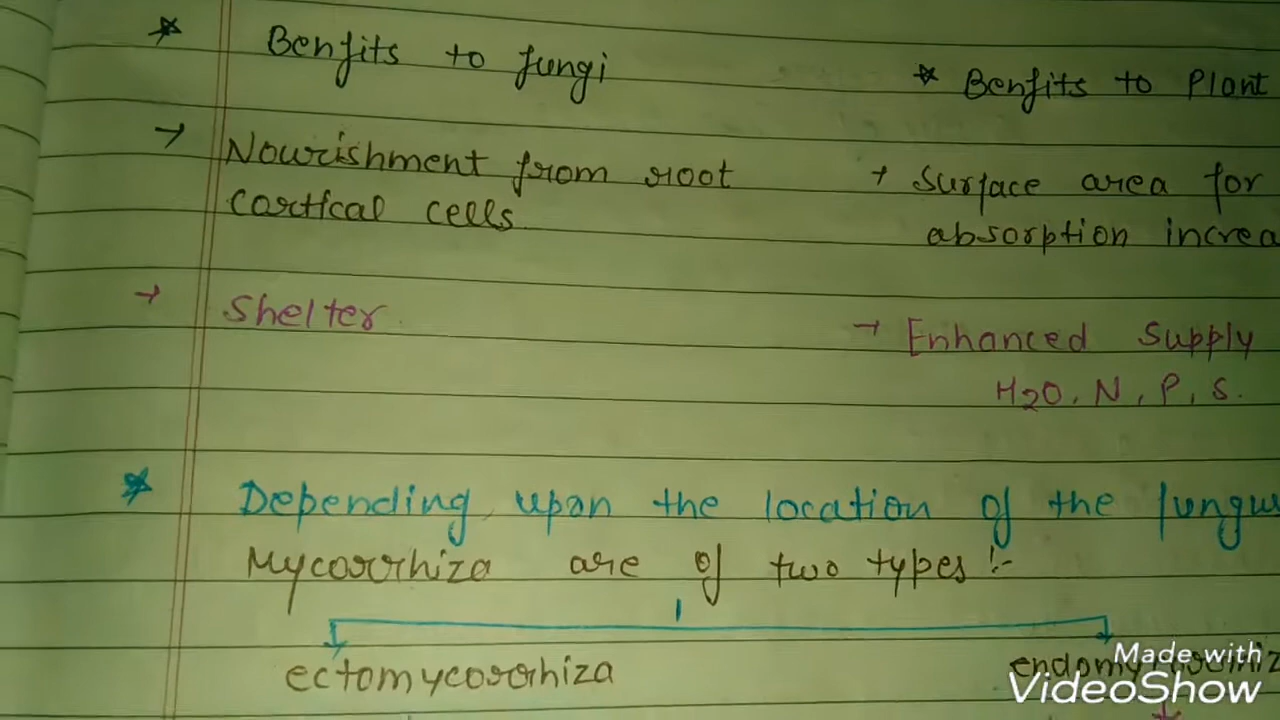 Benfits to fungi
Nourishment from root
cortical cells.
Shelter.
Benfits to Plant
Surface area for
absorption increa
Enhanced Supply
H2O, N, P, S.
Depending upon the location of the fungu
Mycorrhiza are of two types :-
ectomycorrhiza
Made with
VideoShow